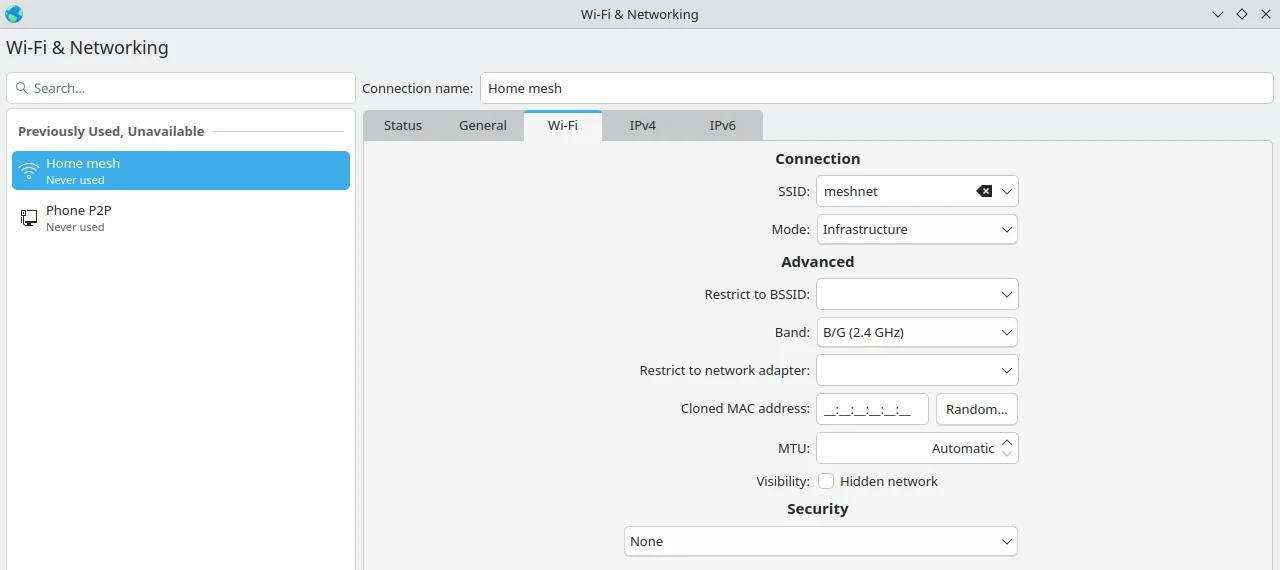 Wi-Fi & Networking
Wi-Fi & Networking
Search...
Connection name: Home mesh
Previously Used, Unavailable
Home mesh
Never used
Phone P2P
Never used
Status General Wi-Fi IPv4 IPv6
Connection
SSID: meshnet
Mode: Infrastructure
Advanced
Restrict to BSSID:
Band: B/G (2.4 GHz)
Restrict to network adapter:
Cloned MAC address: __:__:__:__:__:__ Random...
MTU: Automatic
Visibility: Hidden network
Security
None